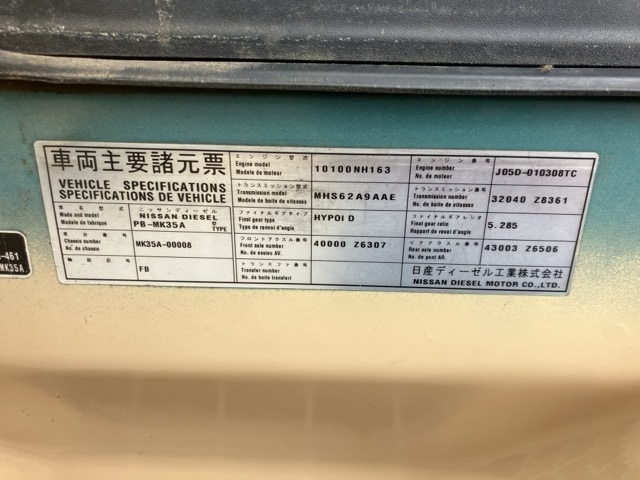 車両主要諸元票
VEHICLE SPECIFICATIONS
SPECIFICATIONS DE VEHICLE
車名型式 ニッサンディーゼル
Made and model NISSAN DIESEL 型
Modele de fabrique PB-MK35A TYPE
車台番号
Chassis number MK35A-00008
No. de chassis
FB
エンジン型式
Engine model 10100NH163
Modele de moteur
トランスミッション型式
Transmission model MHS62A9AAE
Modele de boite de vitesses
ファイナルギアタイプ
Final gear type HYPOID
Type de renvoi d'angle
フロントアクスル番号
Front axle number 40000 Z6307
No. de essieu AV.
トランスファ番号
Transfer number
No. de boite transfert
エンジン番号
Engine number J05D-010308TC
No. de moteur
トランスミッション番号
Transmission number 32040 Z8361
No. de boite de vitesses
ファイナルギアレシオ
Final gear ratio 5.285
Rapport de renvoi d'angle
リアアクスル番号
Rear axle number 43003 Z6506
No. de pont AR.
日産ディーゼル工業株式会社
NISSAN DIESEL MOTOR CO.,LTD.
-461
MK35A